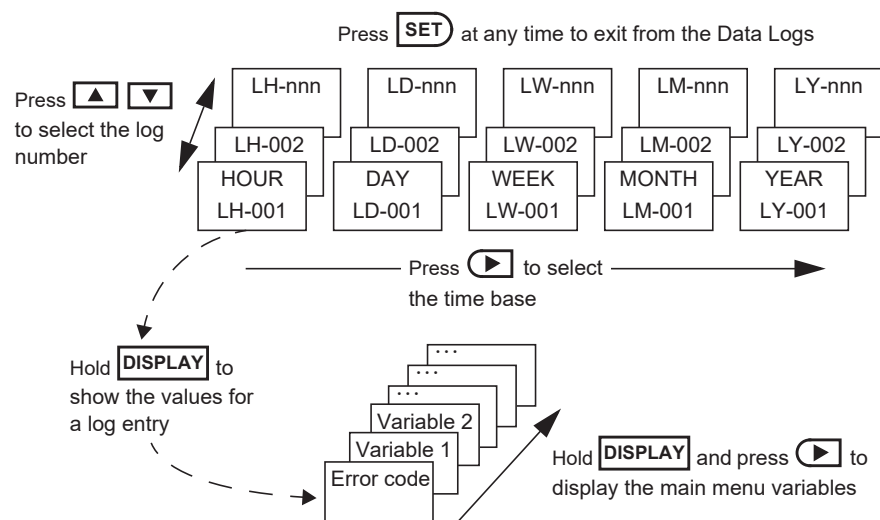 Press SET at any time to exit from the Data Logs
Press ▲ ▼
to select the log
number
LH-nnn LD-nnn LW-nnn LM-nnn LY-nnn
LH-002 LD-002 LW-002 LM-002 LY-002
HOUR DAY WEEK MONTH YEAR
LH-001 LD-001 LW-001 LM-001 LY-001
Press ▶ to select
the time base
Hold DISPLAY to
show the values for
a log entry
...
...
...
Variable 2
Variable 1
Error code
Hold DISPLAY and press ▶ to
display the main menu variables